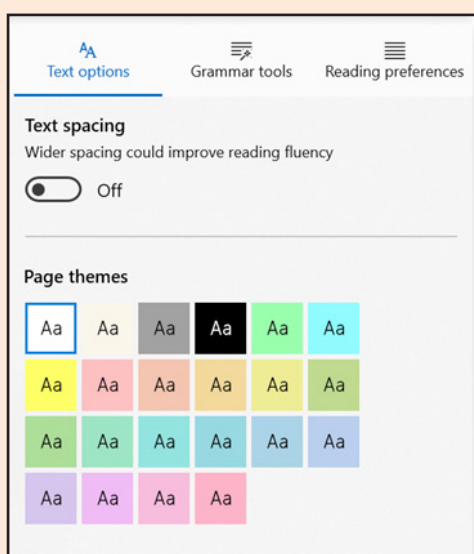 Text options Grammar tools Reading preferences
Text spacing
Wider spacing could improve reading fluency
Off
Page themes
Aa Aa Aa Aa Aa Aa
Aa Aa Aa Aa Aa Aa
Aa Aa Aa Aa Aa Aa
Aa Aa Aa Aa